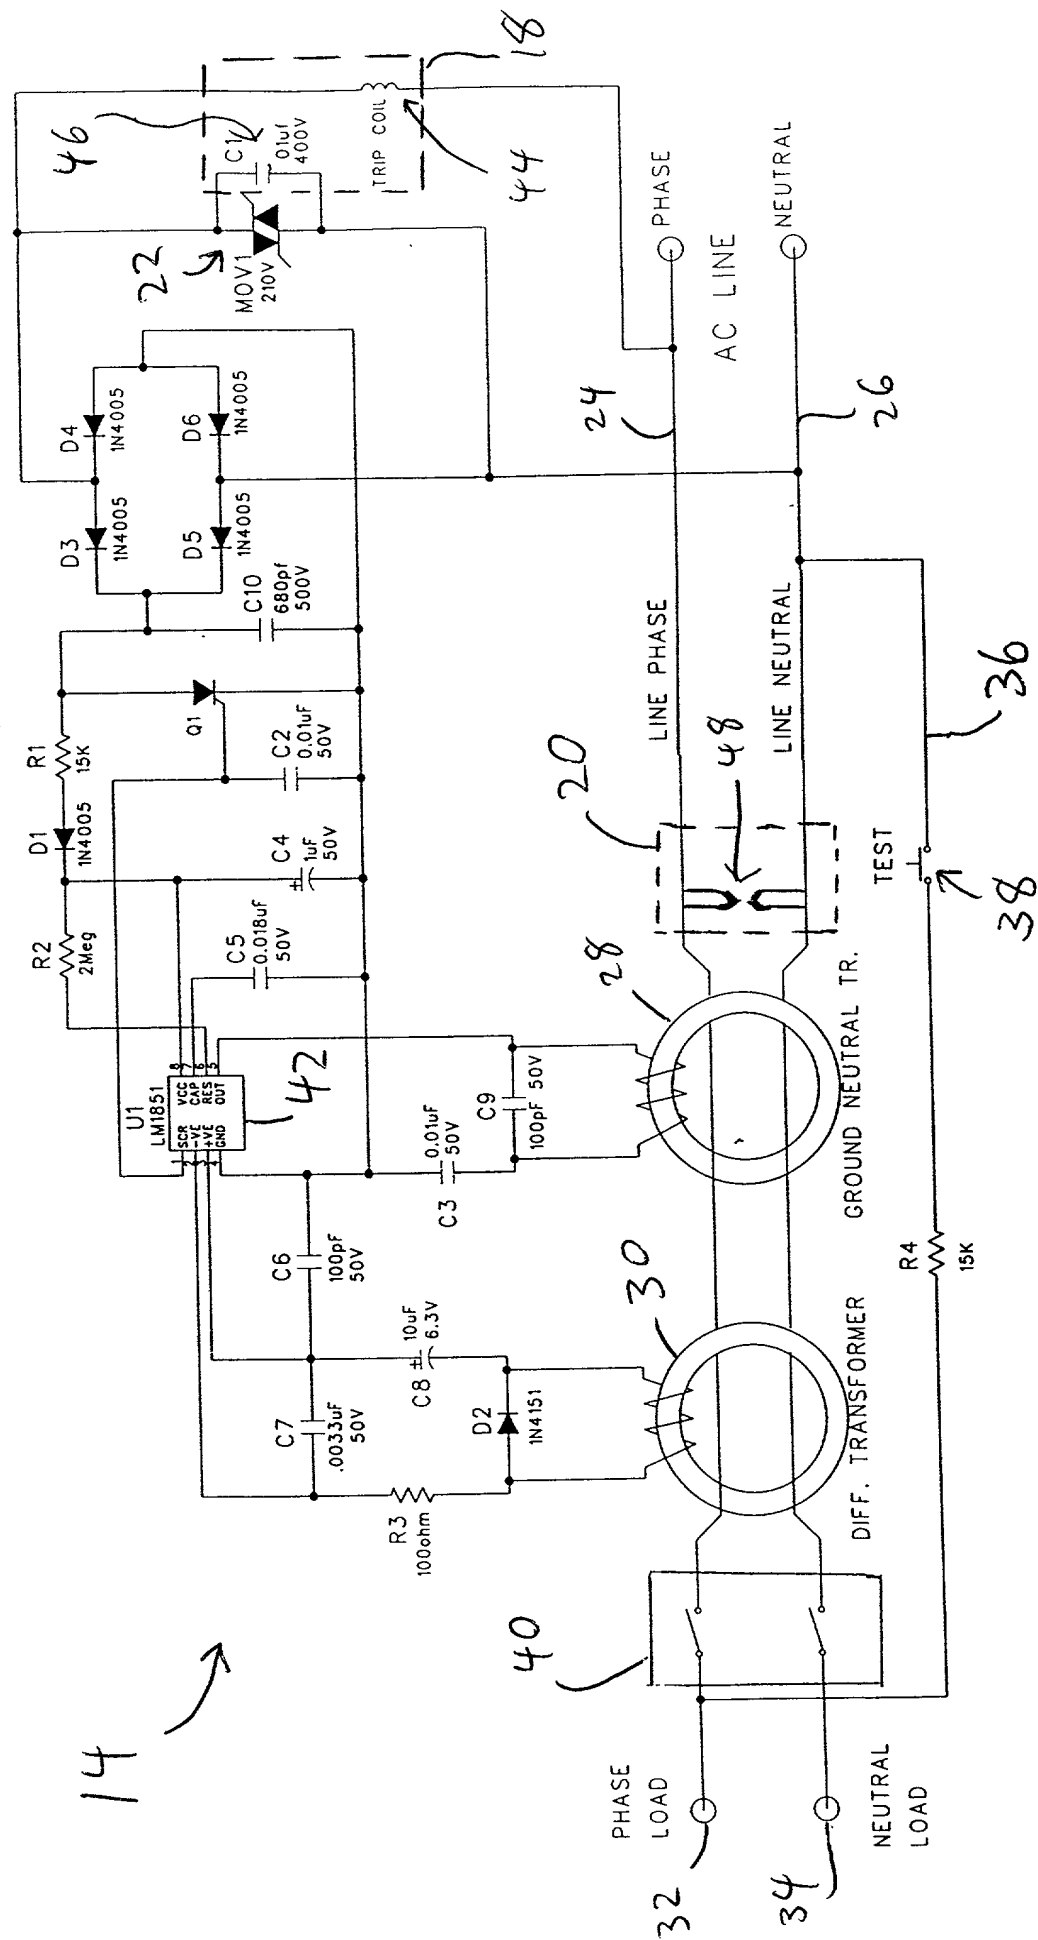 14
U1
LM1851
1 SCR
-VE
+VE
GND
8 VCC
7 CAP
6 RES
5 OUT
42
R2
2Meg
D1
1N4005
R1
15K
Q1
C5
0.018uF
50V
C4
1uF
50V
C2
0.01uF
50V
C10
680pf
500V
D3
1N4005
D4
1N4005
D5
1N4005
D6
1N4005
22
MOV1
210V
46
C1
.01uf
400V
TRIP COIL
18
44
C6
100pF
50V
C7
.0033uF
50V
C8
10uF
6.3V
R3
100ohm
D2
1N4151
C3
0.01uF
50V
C9
100pF 50V
40
30
28
20
48
LINE PHASE
LINE NEUTRAL
24
26
PHASE
AC LINE
NEUTRAL
PHASE
LOAD
32
NEUTRAL
LOAD
34
DIFF. TRANSFORMER
GROUND NEUTRAL TR.
TEST
38
36
R4
15K